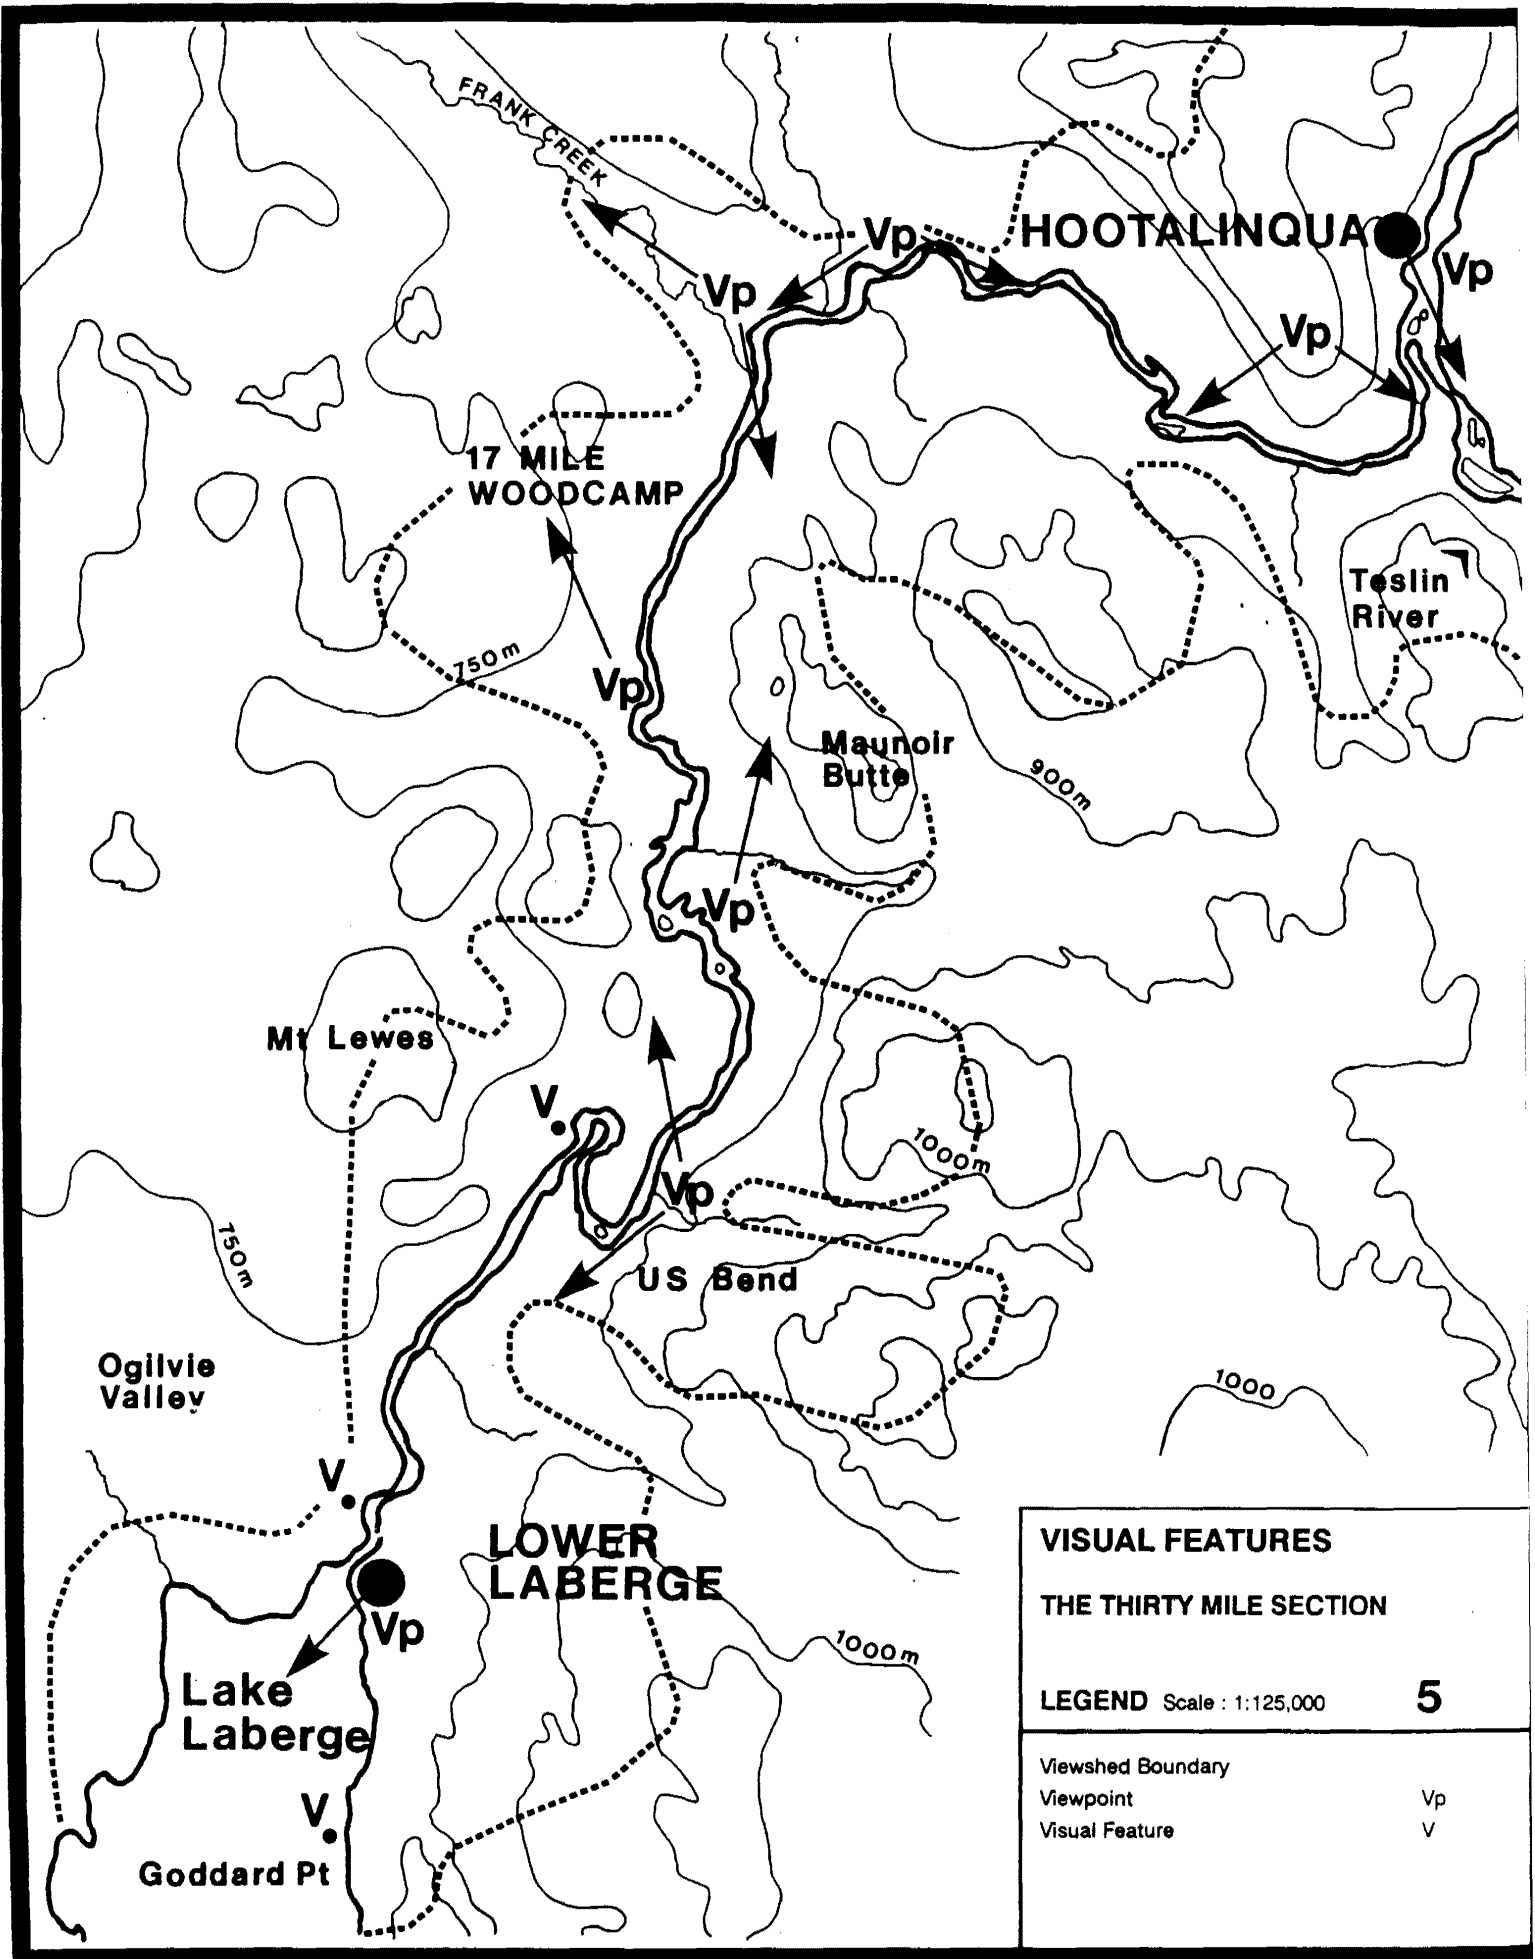 FRANK CREEK
Vp
HOOTALINQUA
Vp
Vp
Vp
17 MILE
WOODCAMP
Teslin
River
750m
Vp
Maunoir
Butte
900m
Vp
Mt Lewes
V
1000m
Vp
750m
US Bend
Ogilvie
Valley
1000
V
LOWER
LABERGE
Vp
1000m
Lake
Laberge
V
Goddard Pt
VISUAL FEATURES
THE THIRTY MILE SECTION
LEGEND Scale : 1:125,000 5
Viewshed Boundary
Viewpoint Vp
Visual Feature V